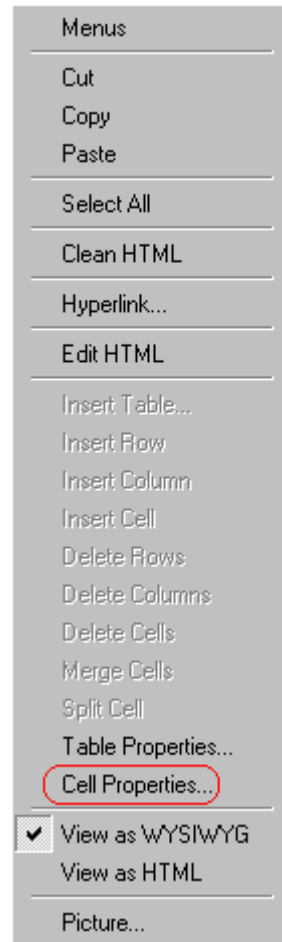 Menus
Cut
Copy
Paste
Select All
Clean HTML
Hyperlink...
Edit HTML
Insert Table...
Insert Row
Insert Column
Insert Cell
Delete Rows
Delete Columns
Delete Cells
Merge Cells
Split Cell
Table Properties...
Cell Properties...
View as WYSIWYG
View as HTML
Picture...